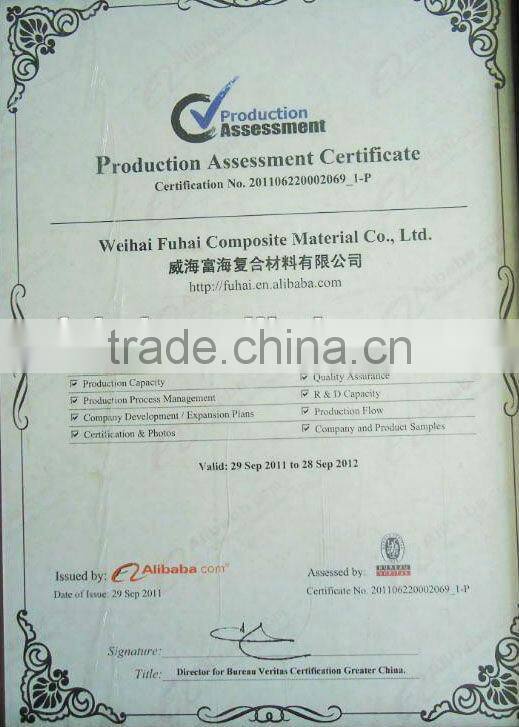 Production
Assessment
Production Assessment Certificate
Certification No. 201106220002069_1-P
Weihai Fuhai Composite Material Co., Ltd.
威海富海复合材料有限公司
http://fuhai.en.alibaba.com
trade.china.cn
Production Capacity
Quality Assurance
Production Process Management
R & D Capacity
Company Development / Expansion Plans
Production Flow
Certification & Photos
Company and Product Samples
Valid: 29 Sep 2011 to 28 Sep 2012
Issued by: Alibaba.com
Assessed by: BUREAU VERITAS
Date of Issue: 29 Sep 2011
Certificate No. 201106220002069_1-P
Signature:
Title: Director for Bureau Veritas Certification Greater China.